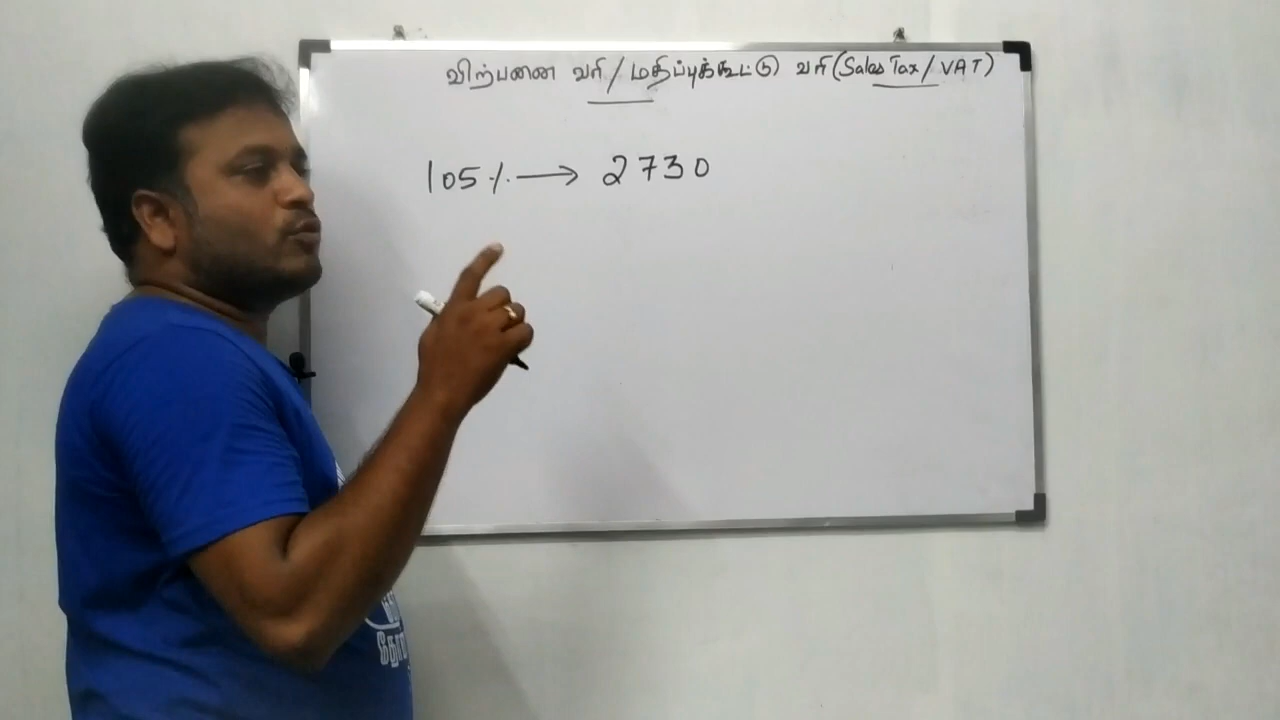 விற்பனை வரி / மதிப்புக்கூட்டு வரி (Sales Tax / VAT)
105% → 2730